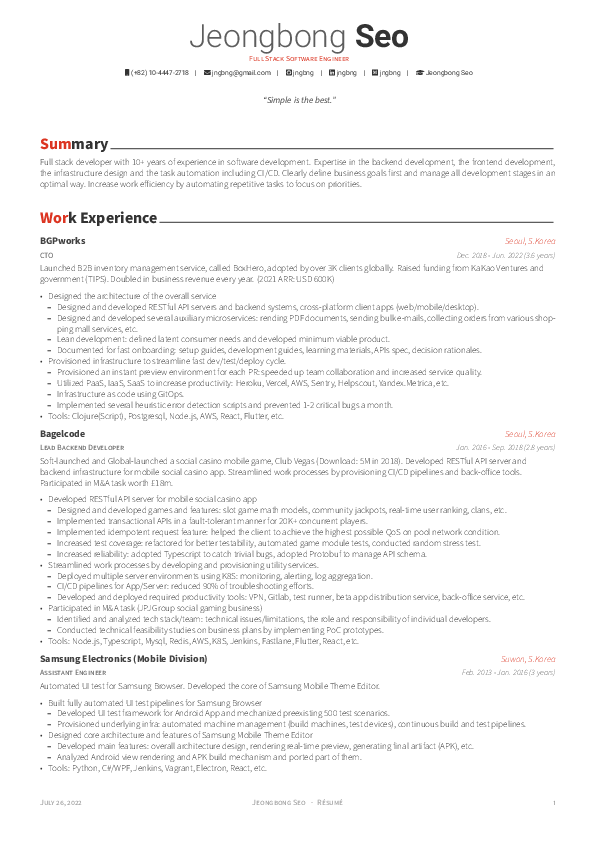 Jeongbong Seo
Full Stack Software Engineer
(+82) 10-4447-2718 | jngbng@gmail.com | jngbng | jngbng | jngbng | Jeongbong Seo
“Simple is the best.”
Summary
Full stack developer with 10+ years of experience in software development. Expertise in the backend development, the frontend development,
the infrastructure design and the task automation including CI/CD. Clearly define business goals first and manage all development stages in an
optimal way. Increase work efficiency by automating repetitive tasks to focus on priorities.
Work Experience
BGPworks Seoul, S.Korea
CTO Dec. 2018 - Jun. 2022 (3.6 years)
Launched B2B inventory management service, called BoxHero, adopted by over 3K clients globally. Raised funding from KaKao Ventures and
government (TIPS). Doubled in business revenue every year. (2021 ARR: USD 600K)
• Designed the architecture of the overall service
– Designed and developed RESTful API servers and backend systems, cross-platform client apps (web/mobile/desktop).
– Designed and developed several auxiliary microservices: rending PDF documents, sending bulk e-mails, collecting orders from various shop-
ping mall services, etc.
– Lean development: defined latent consumer needs and developed minimum viable product.
– Documented for fast onboarding: setup guides, development guides, learning materials, APIs spec, decision rationales.
• Provisioned infrastructure to streamline fast dev/test/deploy cycle.
– Provisioned an instant preview environment for each PR: speeded up team collaboration and increased service quality.
– Utilized PaaS, IaaS, SaaS to increase productivity: Heroku, Vercel, AWS, Sentry, Helpscout, Yandex.Metrica, etc.
– Infrastructure as code using GitOps.
– Implemented several heuristic error detection scripts and prevented 1-2 critical bugs a month.
• Tools: Clojure(Script), Postgresql, Node.js, AWS, React, Flutter, etc.
Bagelcode Seoul, S.Korea
Lead Backend Developer Jan. 2016 - Sep. 2018 (2.8 years)
Soft-launched and Global-launched a social casino mobile game, Club Vegas (Download: 5M in 2018). Developed RESTful API server and
backend infrastructure for mobile social casino app. Streamlined work processes by provisioning CI/CD pipelines and back-office tools.
Participated in M&A task worth £18m.
• Developed RESTful API server for mobile social casino app
– Designed and developed games and features: slot game math models, community jackpots, real-time user ranking, clans, etc.
– Implemented transactional APIs in a fault-tolerant manner for 20K+ concurrent players.
– Implemented idempotent request feature: helped the client to achieve the highest possible QoS on pool network condition.
– Increased test coverage: refactored for better testability, automated game module tests, conducted random stress test.
– Increased reliability: adopted Typescript to catch trivial bugs, adopted Protobuf to manage API schema.
• Streamlined work processes by developing and provisioning utility services.
– Deployed multiple server environments using K8S: monitoring, alerting, log aggregation.
– CI/CD pipelines for App/Server: reduced 90% of troubleshooting efforts.
– Developed and deployed required productivity tools: VPN, Gitlab, test runner, beta app distribution service, back-office service, etc.
• Participated in M&A task (JPJ Group social gaming business)
– Identified and analyzed tech stack/team: technical issues/limitations, the role and responsibility of individual developers.
– Conducted technical feasibility studies on business plans by implementing PoC prototypes.
• Tools: Node.js, Typescript, Mysql, Redis, AWS, K8S, Jenkins, Fastlane, Flutter, React, etc.
Samsung Electronics (Mobile Division) Suwon, S.Korea
Assistant Engineer Feb. 2013 - Jan. 2016 (3 years)
Automated UI test for Samsung Browser. Developed the core of Samsung Mobile Theme Editor.
• Built fully automated UI test pipelines for Samsung Browser
– Developed UI test framework for Android App and mechanized preexisting 500 test scenarios.
– Provisioned underlying infra: automated machine management (build machines, test devices), continuous build and test pipelines.
• Designed core architecture and features of Samsung Mobile Theme Editor
– Developed main features: overall architecture design, rendering real-time preview, generating final artifact (APK), etc.
– Analyzed Android view rendering and APK build mechanism and ported part of them.
• Tools: Python, C#/WPF, Jenkins, Vagrant, Electron, React, etc.
July 26, 2022 Jeongbong Seo · Résumé 1